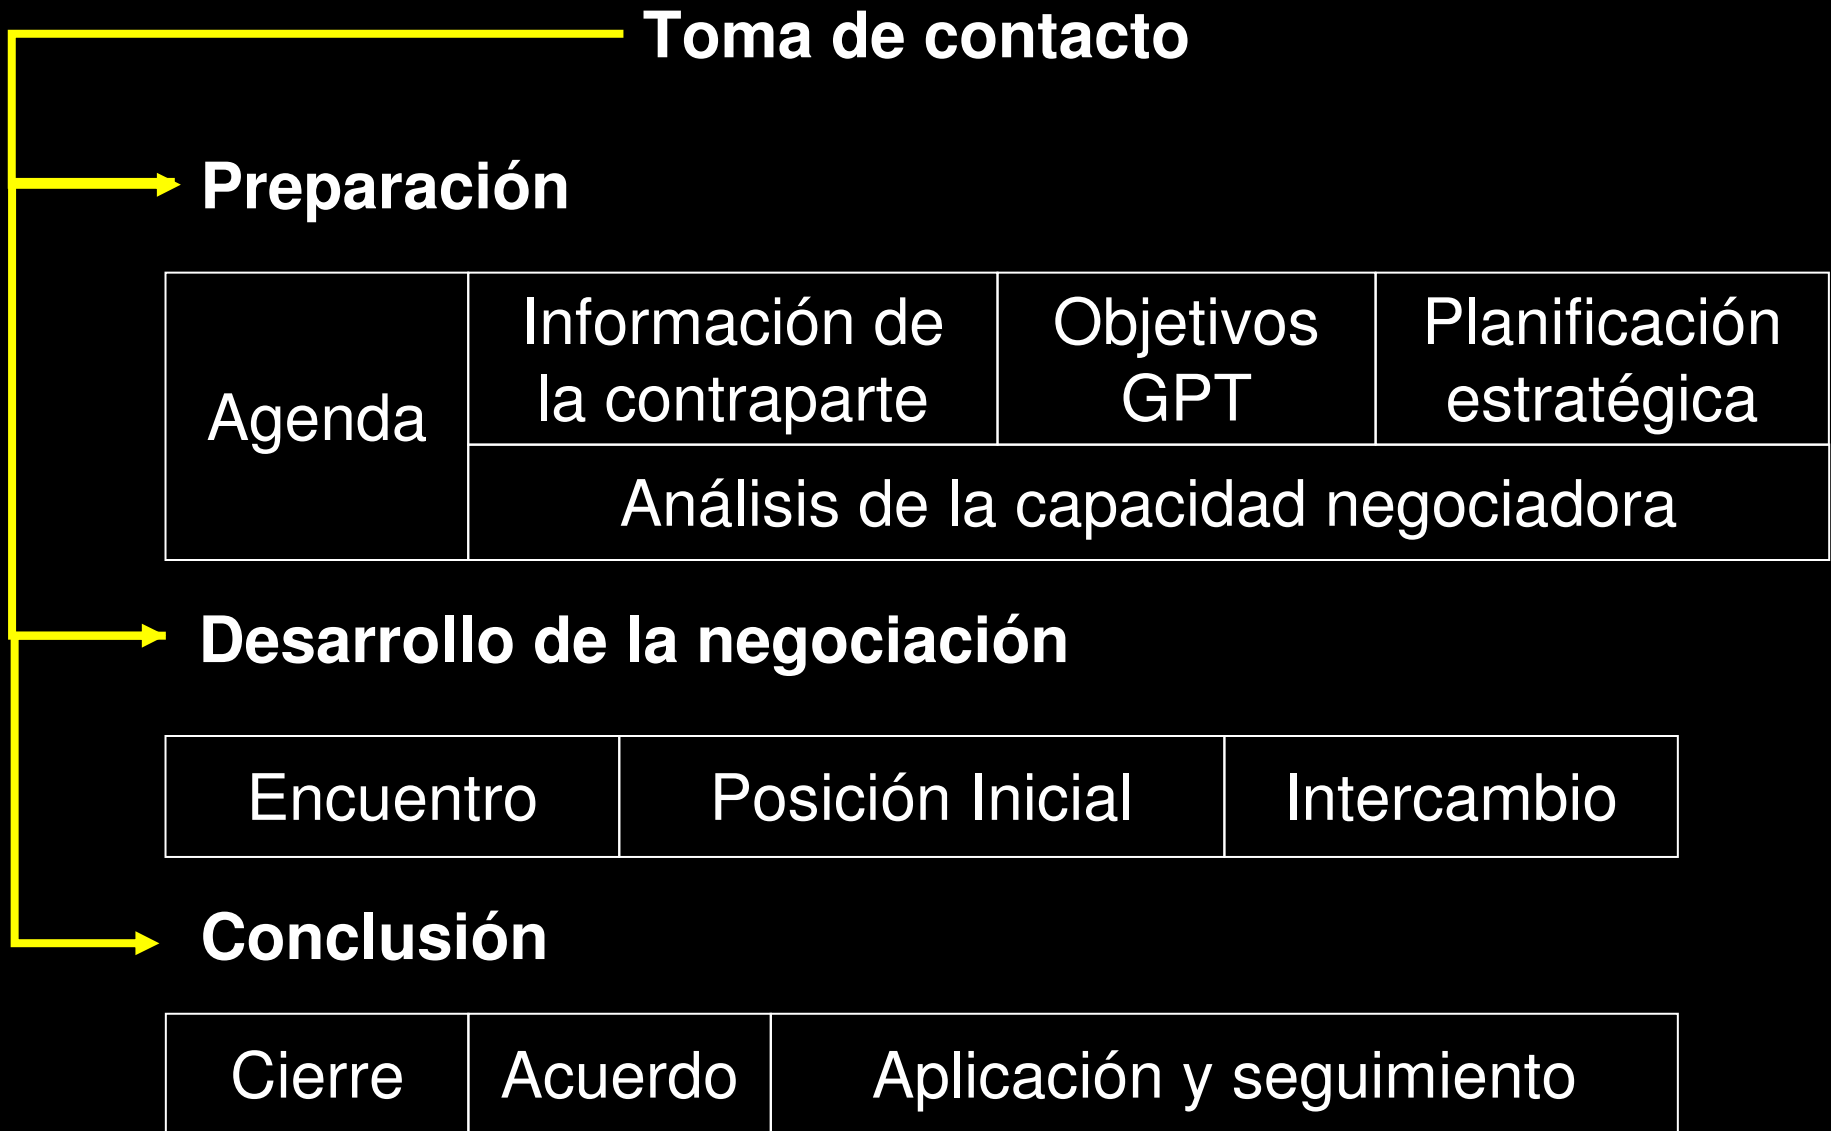 Toma de contacto
Preparación
Agenda
Información de
la contraparte
Objetivos
GPT
Planificación
estratégica
Análisis de la capacidad negociadora
Desarrollo de la negociación
Encuentro
Posición Inicial
Intercambio
Conclusión
Cierre
Acuerdo
Aplicación y seguimiento